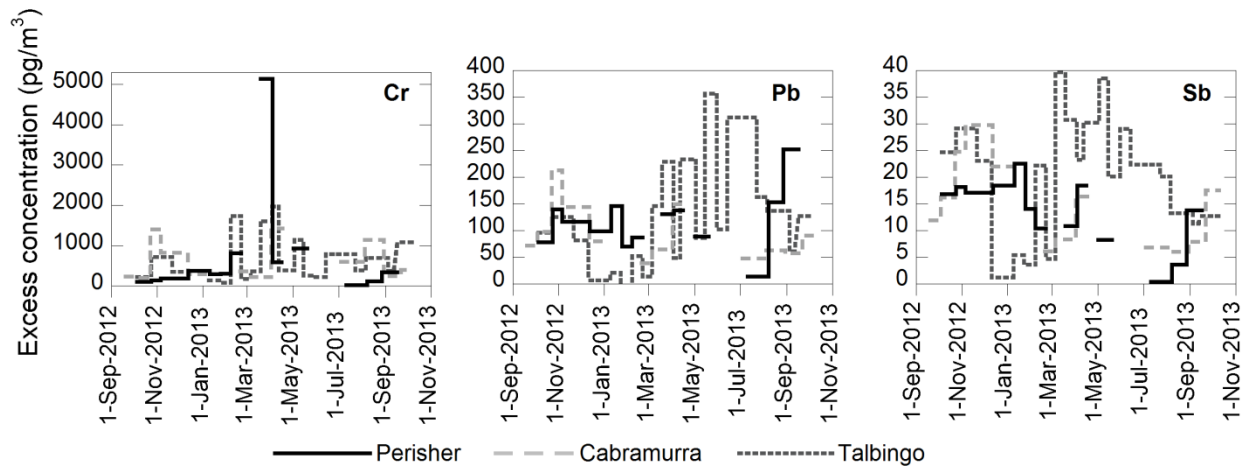 Excess concentration (pg/m³)
5000
4000
3000
2000
1000
0
Cr
1-Sep-2012
1-Nov-2012
1-Jan-2013
1-Mar-2013
1-May-2013
1-Jul-2013
1-Sep-2013
1-Nov-2013
400
350
300
250
200
150
100
50
0
Pb
1-Sep-2012
1-Nov-2012
1-Jan-2013
1-Mar-2013
1-May-2013
1-Jul-2013
1-Sep-2013
1-Nov-2013
40
35
30
25
20
15
10
5
0
Sb
1-Sep-2012
1-Nov-2012
1-Jan-2013
1-Mar-2013
1-May-2013
1-Jul-2013
1-Sep-2013
1-Nov-2013
Perisher Cabramurra Talbingo